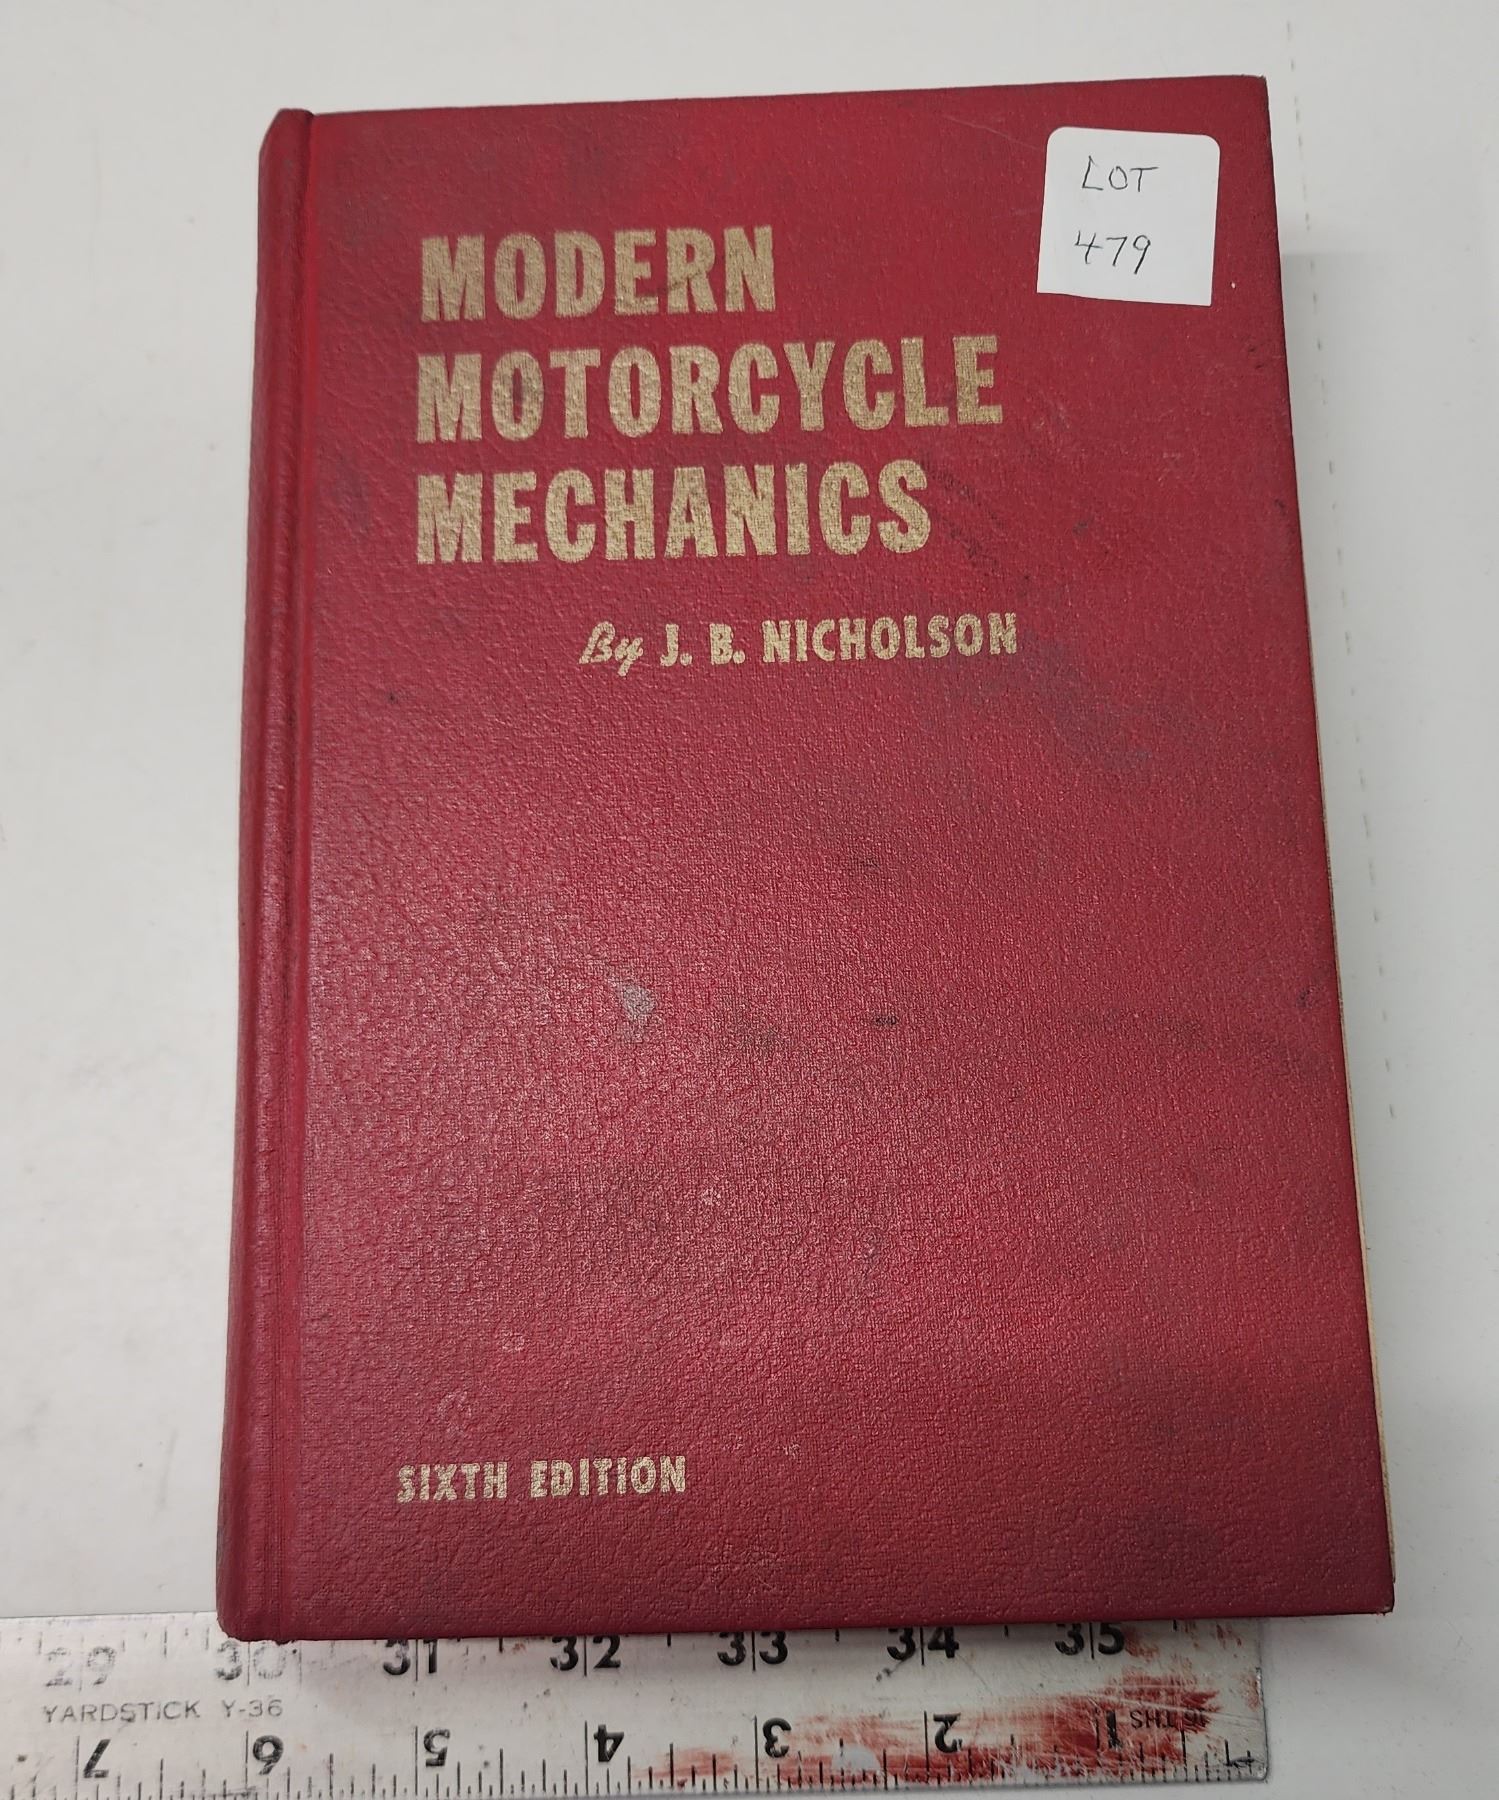 LOT
479
MODERN
MOTORCYCLE
MECHANICS
By J. B. NICHOLSON
SIXTH EDITION
29 30 31 32 33 34 35
YARDSTICK Y-36
7 6 5 4 3 2 1 16THS